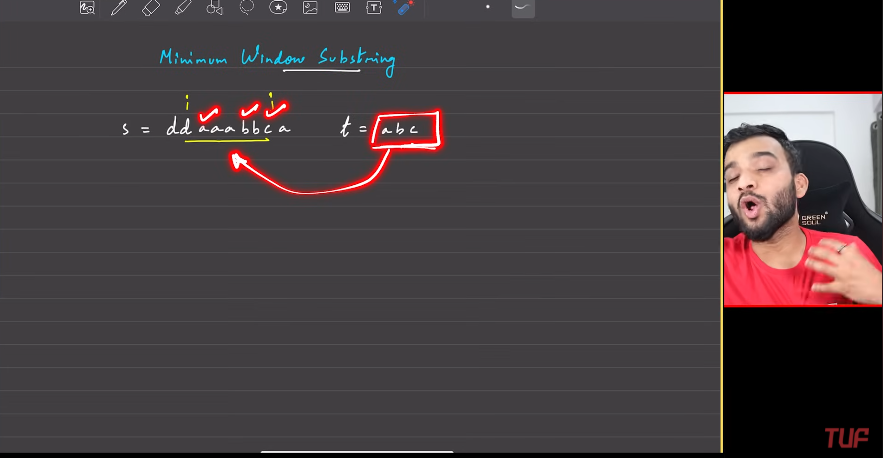 Minimum Window Substring
i i
s = ddaaabbca t = abc
GREEN SOUL
TUF